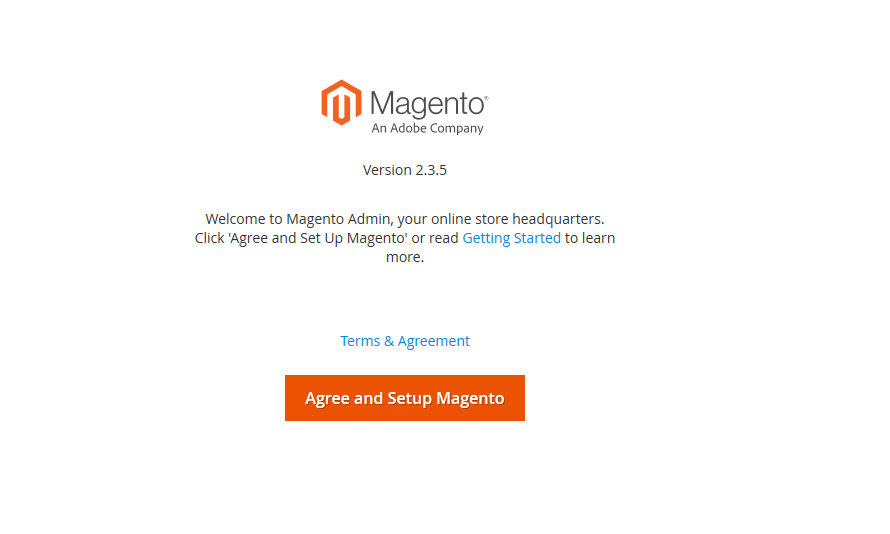 Magento®
An Adobe Company
Version 2.3.5
Welcome to Magento Admin, your online store headquarters.
Click 'Agree and Set Up Magento' or read Getting Started to learn
more.
Terms & Agreement
Agree and Setup Magento